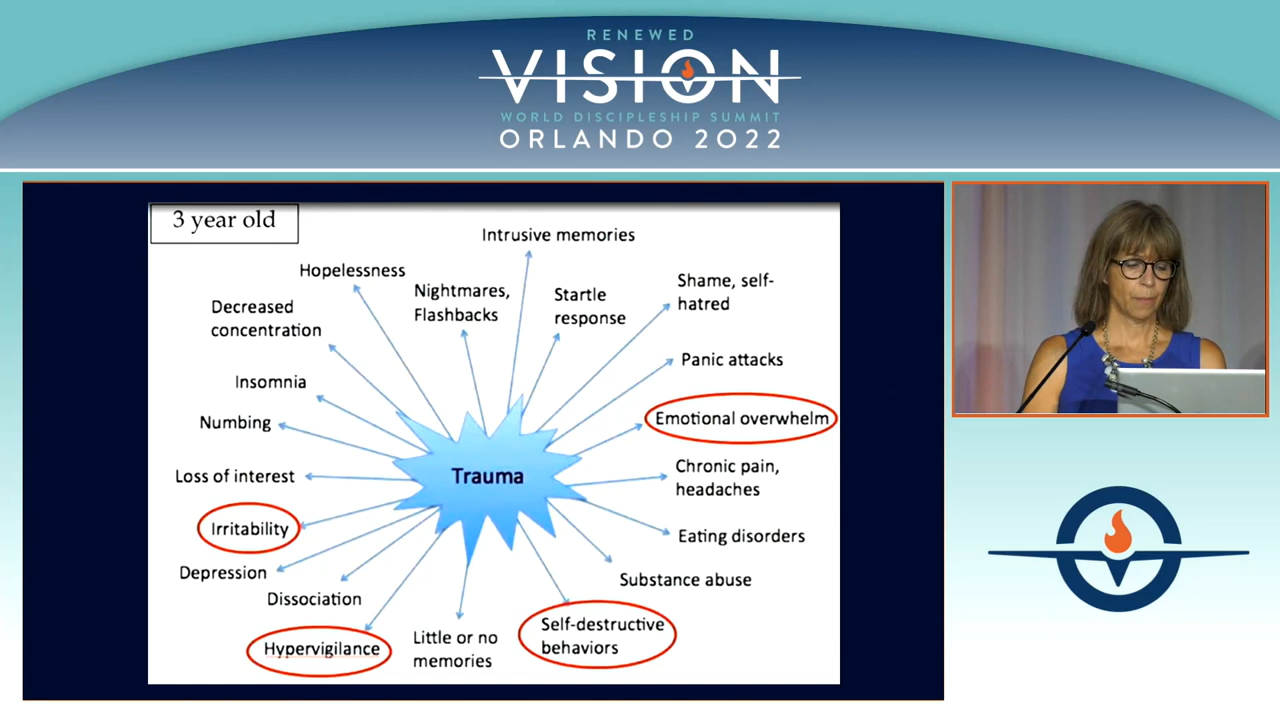 RENEWED
VISION
WORLD DISCIPLESHIP SUMMIT
ORLANDO 2022
3 year old
Intrusive memories
Hopelessness
Nightmares,
Flashbacks
Startle
response
Shame, self-
hatred
Decreased
concentration
Panic attacks
Insomnia
Emotional overwhelm
Numbing
Trauma
Loss of interest
Chronic pain,
headaches
Irritability
Eating disorders
Depression
Substance abuse
Dissociation
Self-destructive
behaviors
Hypervigilance
Little or no
memories